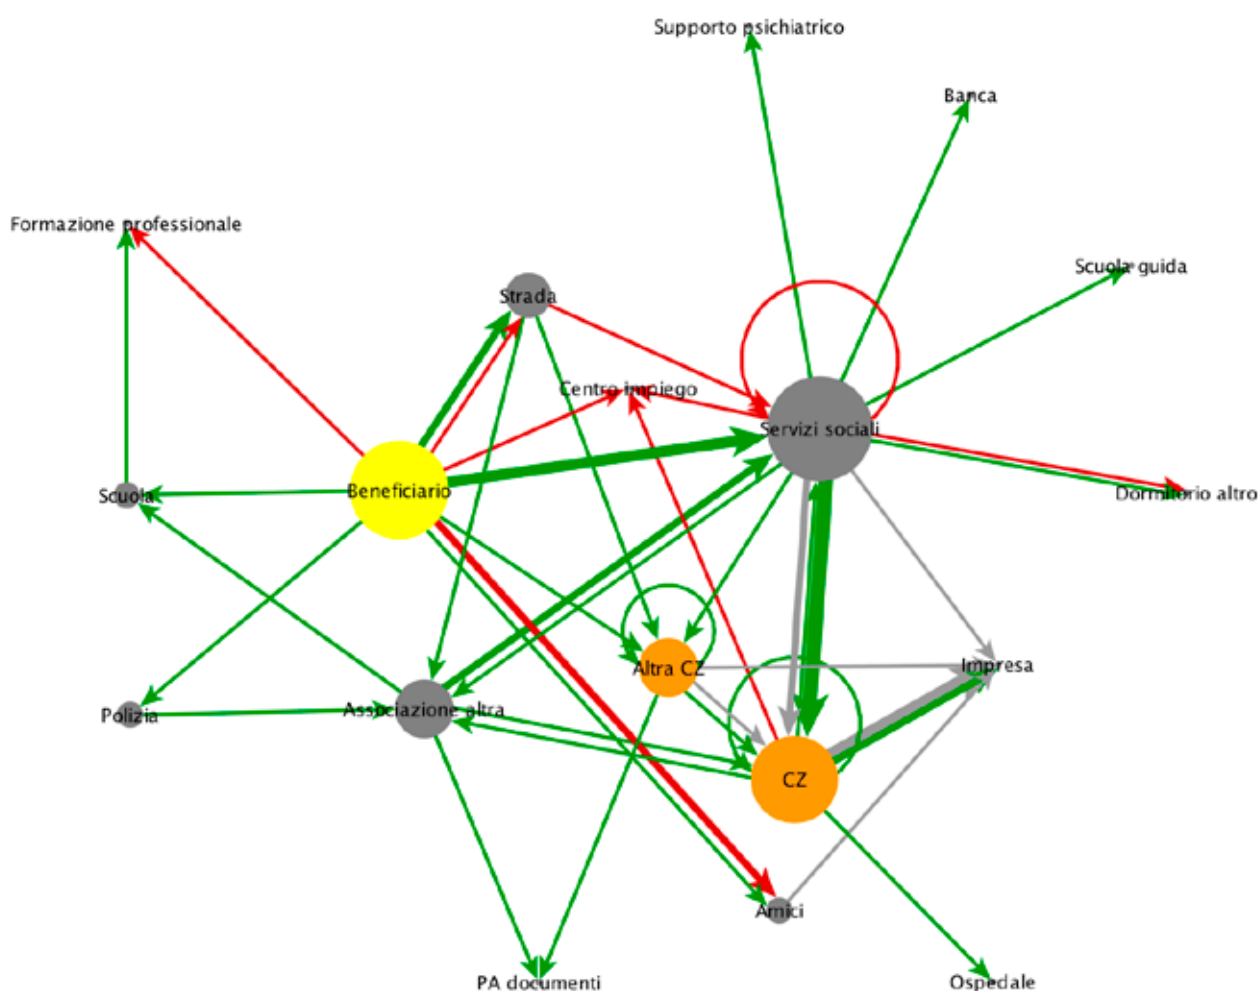 Supporto psichiatrico
Banca
Formazione professionale
Scuola guida
Strada
Centro impiego
Servizi sociali
Beneficiario
Scuola
Dormitorio altro
Altra CZ
Impresa
Polizia
Associazione altra
CZ
Amici
PA documenti
Ospedale